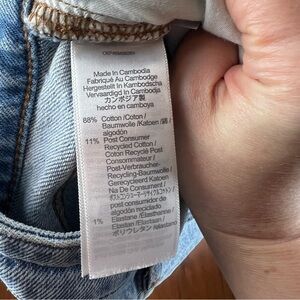 Made In Cambodia
Fabriqué Au Cambodge
Hergestellt In Kambodscha
Vervaardigd In Cambodja
カンボジア製
hecho en camboya
88% Cotton /Coton /
Baumwolle /Katoen / 綿 /
algodón
11% Post Consumer
Recycled Cotton /
Coton Recyclé Post
Consommateur /
Post-Verbraucher-
Recycling-Baumwolle /
Gerecycleerd Katoen
Na De Consument /
post consumidor de
algodón reciclado
1% Elastane /Élasthanne /
Elastan /Elastaan /
ポリウレタン /elastano